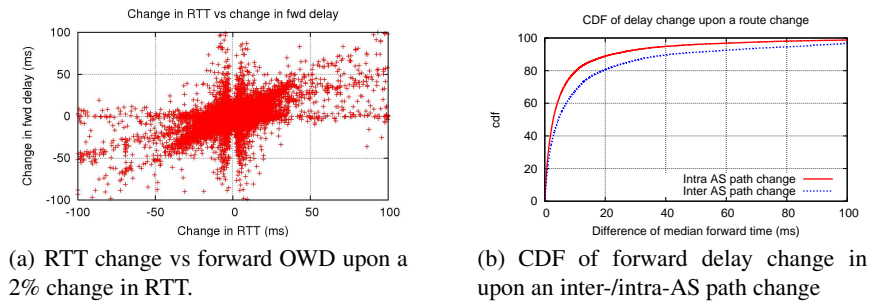 Change in RTT vs change in fwd delay
100
50
0
-50
-100
Change in fwd delay (ms)
-100 -50 0 50 100
Change in RTT (ms)
(a) RTT change vs forward OWD upon a
2% change in RTT.
CDF of delay change upon a route change
100
80
60
40
20
0
cdf
Intra AS path change
Inter AS path change
0 20 40 60 80 100
Difference of median forward time (ms)
(b) CDF of forward delay change in
upon an inter-/intra-AS path change